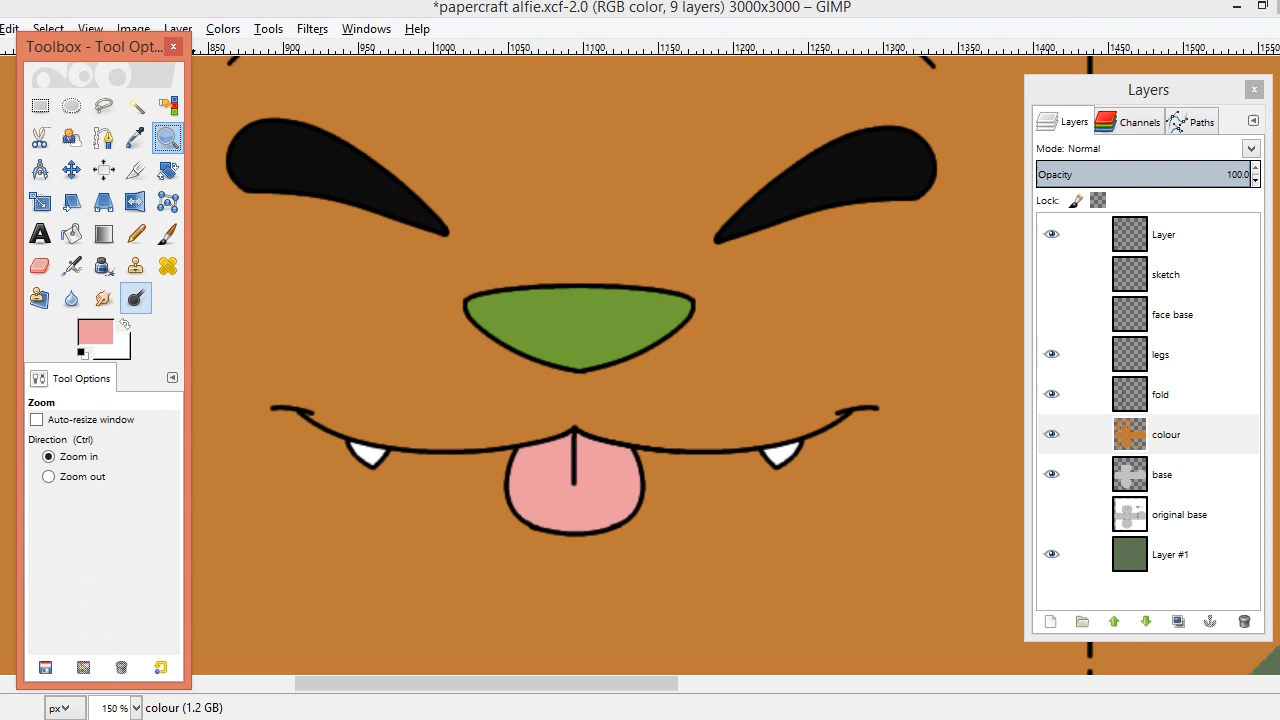 *papercraft alfie.xcf-2.0 (RGB color, 9 layers) 3000x3000 – GIMP
Edit Select View Image Layer Colors Tools Filters Windows Help
850 900 950 1000 1050 1100 1150 1200 1250 1300 1350 1400 1450 1500 1550
Toolbox - Tool Opt... x
Tool Options
Zoom
Auto-resize window
Direction (Ctrl)
Zoom in
Zoom out
Layers x
Layers Channels Paths
Mode: Normal
Opacity 100.0
Lock:
Layer
sketch
face base
legs
fold
colour
base
original base
Layer #1
px 150 % colour (1.2 GB)